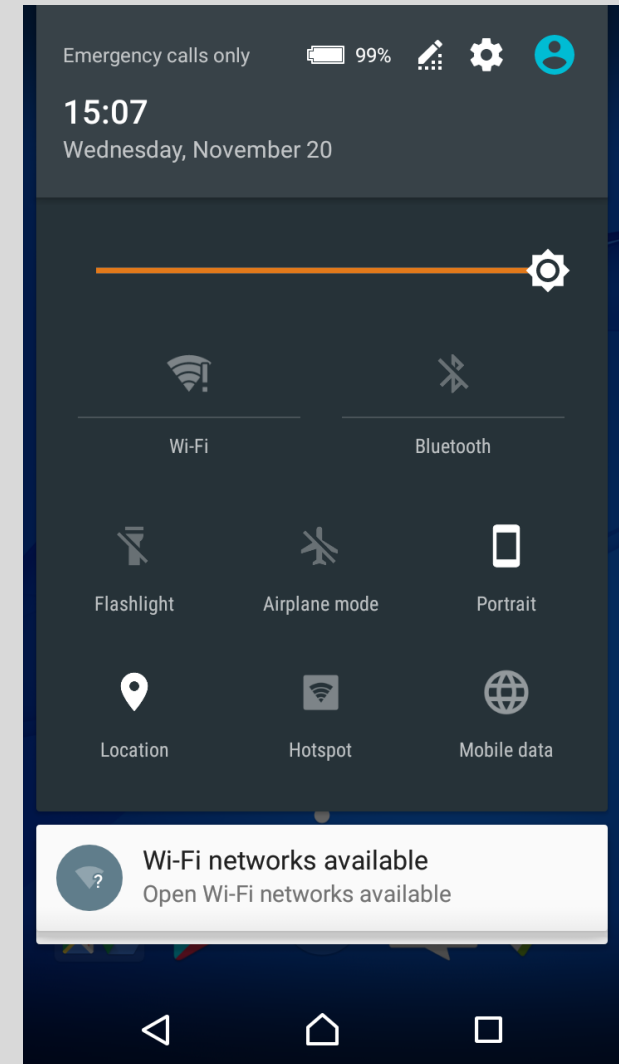 Emergency calls only 99%
15:07
Wednesday, November 20
Wi-Fi Bluetooth
Flashlight Airplane mode Portrait
Location Hotspot Mobile data
Wi-Fi networks available
Open Wi-Fi networks available